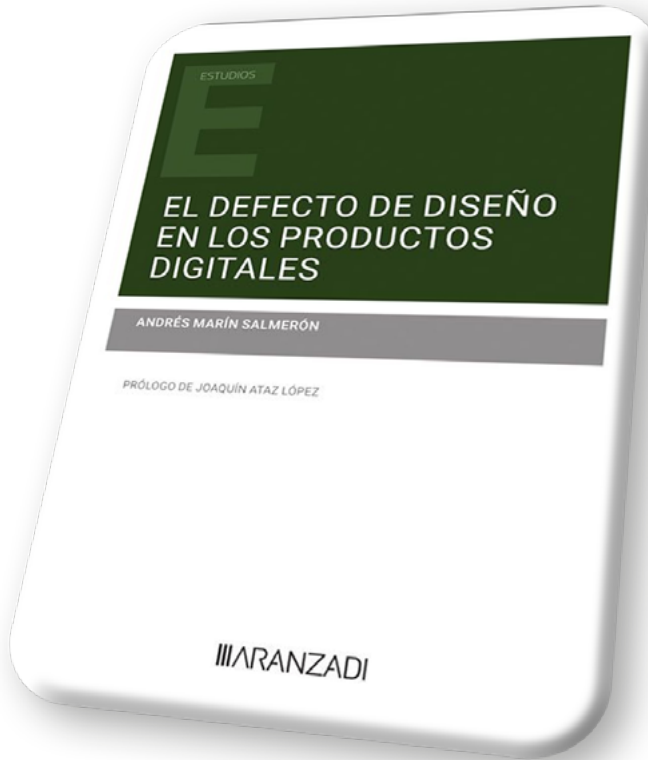 ESTUDIOS
E
EL DEFECTO DE DISEÑO
EN LOS PRODUCTOS
DIGITALES
ANDRÉS MARÍN SALMERÓN
PRÓLOGO DE JOAQUÍN ATAZ LÓPEZ
ARANZADI